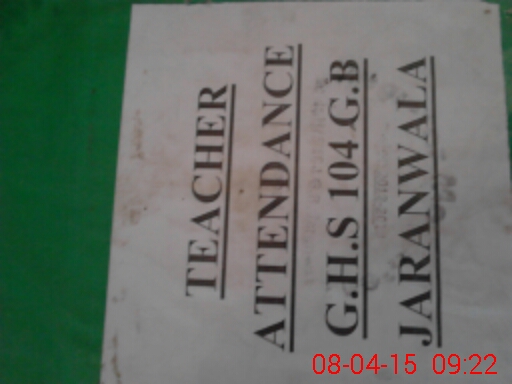 TEACHER
ATTENDANCE
G.H.S 104 G.B
JARANWALA
08-04-15 09:22